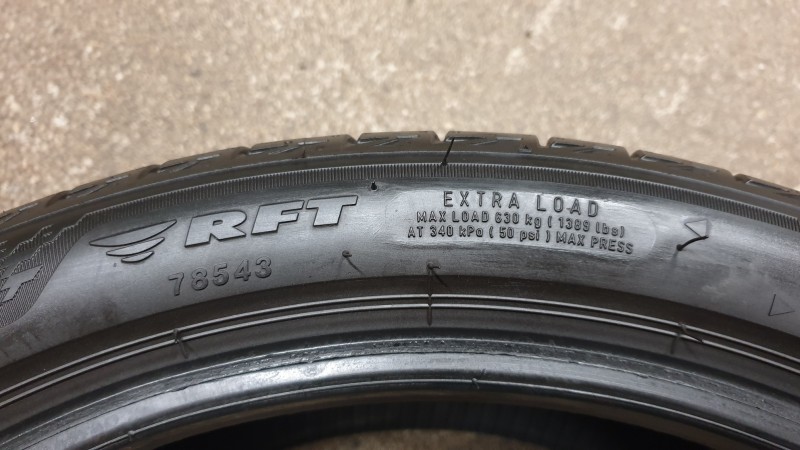 RFT
78543
EXTRA LOAD
MAX LOAD 630 kg ( 1389 lbs)
AT 340 kPa ( 50 psi ) MAX PRESS